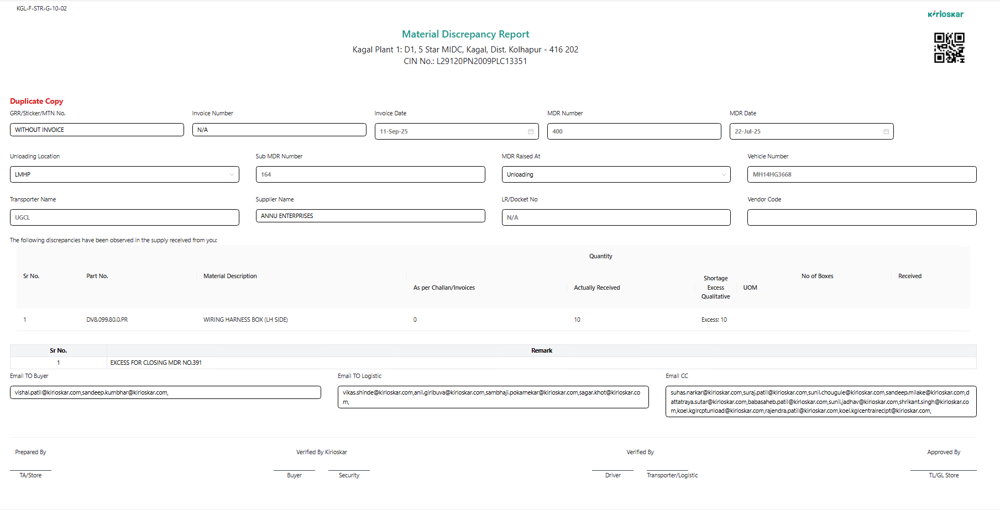 KGL-F-STR-G-10-02
Kirloskar
Material Discrepancy Report
Kagal Plant 1: D1, 5 Star MIDC, Kagal, Dist. Kolhapur - 416 202
CIN No.: L29120PN2009PLC13351
Duplicate Copy
GRR/Sticker/MTN No. Invoice Number Invoice Date MDR Number MDR Date
WITHOUT INVOICE N/A 11-Sep-25 400 22-Jul-25
Unloading Location Sub MDR Number MDR Raised At Vehicle Number
LMHP 164 Unloading MH14HG3668
Transporter Name Supplier Name LR/Docket No Vendor Code
UGCL ANNU ENTERPRISES N/A
The following discrepancies have been observed in the supply received from you:
Quantity
Sr No. Part No. Material Description No of Boxes Received
As per Challan/Invoices Actually Received Shortage Excess Qualitative UOM
1 DV8.099.80.0.PR WIRING HARNESS BOX (LH SIDE) 0 10 Excess: 10
Sr No. Remark
1 EXCESS FOR CLOSING MDR NO.391
Email TO Buyer Email TO Logistic Email CC
vishal.patil@kirloskar.com,sandeep.kumbhar@kirloskar.com,
vikas.shinde@kirloskar.com,anil.giribuva@kirloskar.com,sambhaji.pokarnekar@kirloskar.com,sagar.khot@kirloskar.co
m,
suhas.narkar@kirloskar.com,suraj.patil@kirloskar.com,sunil.chougule@kirloskar.com,sandeep.milake@kirloskar.com,d
attatraya.sutar@kirloskar.com,babasaheb.patil@kirloskar.com,sunil.jadhav@kirloskar.com,shrikant.singh@kirloskar.co
m,koel.kglrcptunload@kirloskar.com,rajendra.patil@kirloskar.com,koel.kglcentralrecipt@kirloskar.com,
Prepared By Verified By Kirloskar Verified By Approved By
TA/Store Buyer Security Driver Transporter/Logistic TL/GL Store